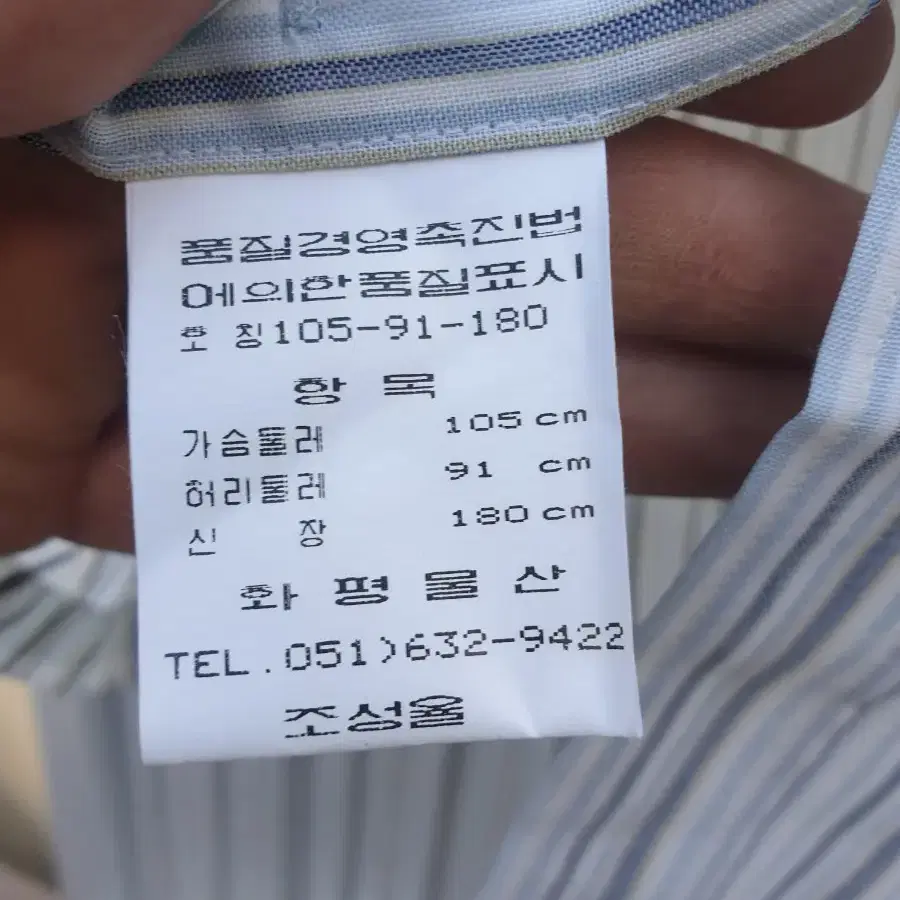 품질경영촉진법
에의한품질표시
호 칭105-91-180
항 목
가슴둘레 105 cm
허리둘레 91 cm
신 장 180 cm
화 평 물 산
TEL.051)632-9422
조성율